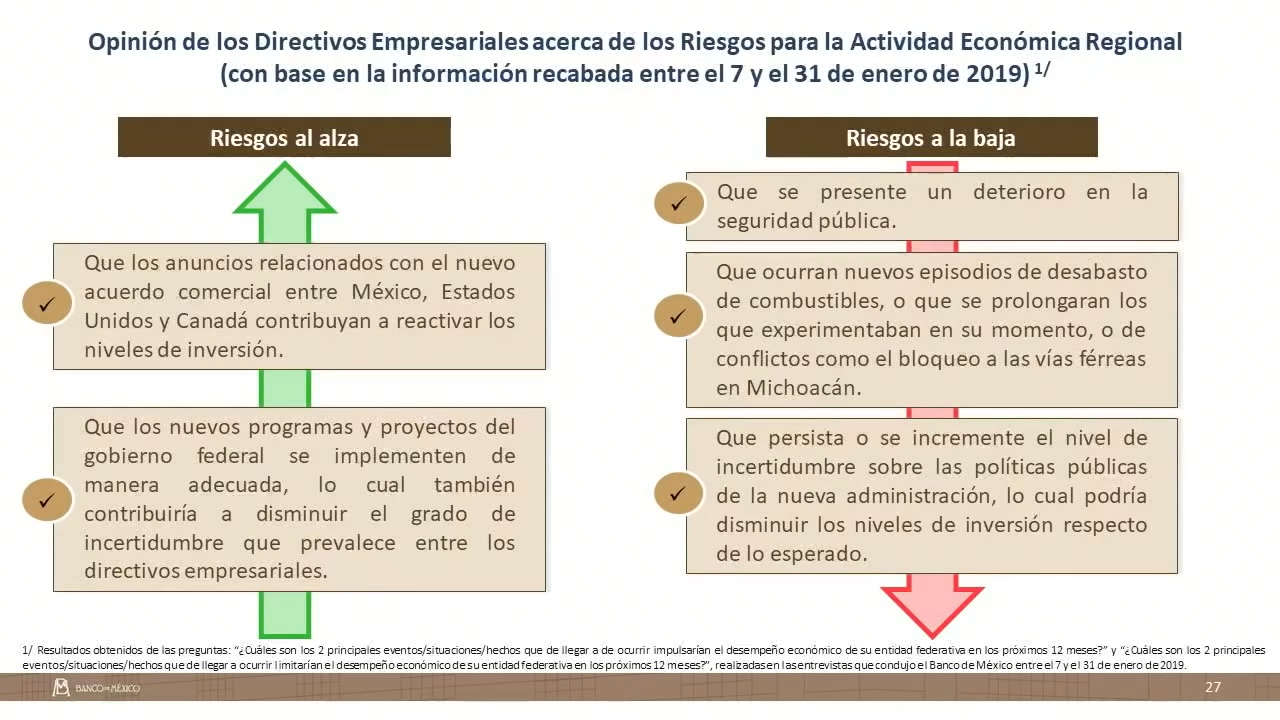 Opinión de los Directivos Empresariales acerca de los Riesgos para la Actividad Económica Regional
(con base en la información recabada entre el 7 y el 31 de enero de 2019) 1/
Riesgos al alza
Que los anuncios relacionados con el nuevo
acuerdo comercial entre México, Estados
Unidos y Canadá contribuyan a reactivar los
niveles de inversión.
Que los nuevos programas y proyectos del
gobierno federal se implementen de
manera adecuada, lo cual también
contribuiría a disminuir el grado de
incertidumbre que prevalece entre los
directivos empresariales.
Riesgos a la baja
Que se presente un deterioro en la
seguridad pública.
Que ocurran nuevos episodios de desabasto
de combustibles, o que se prolongaran los
que experimentaban en su momento, o de
conflictos como el bloqueo a las vías férreas
en Michoacán.
Que persista o se incremente el nivel de
incertidumbre sobre las políticas públicas
de la nueva administración, lo cual podría
disminuir los niveles de inversión respecto
de lo esperado.
1/ Resultados obtenidos de las preguntas: “¿Cuáles son los 2 principales eventos/situaciones/hechos que de llegar a de ocurrir impulsarían el desempeño económico de su entidad federativa en los próximos 12 meses?” y “¿Cuáles son los 2 principales
eventos/situaciones/hechos que de llegar a ocurrir limitarían el desempeño económico de su entidad federativa en los próximos 12 meses?”, realizadas en las entrevistas que condujo el Banco de México entre el 7 y el 31 de enero de 2019.
BANCO DE MÉXICO
27